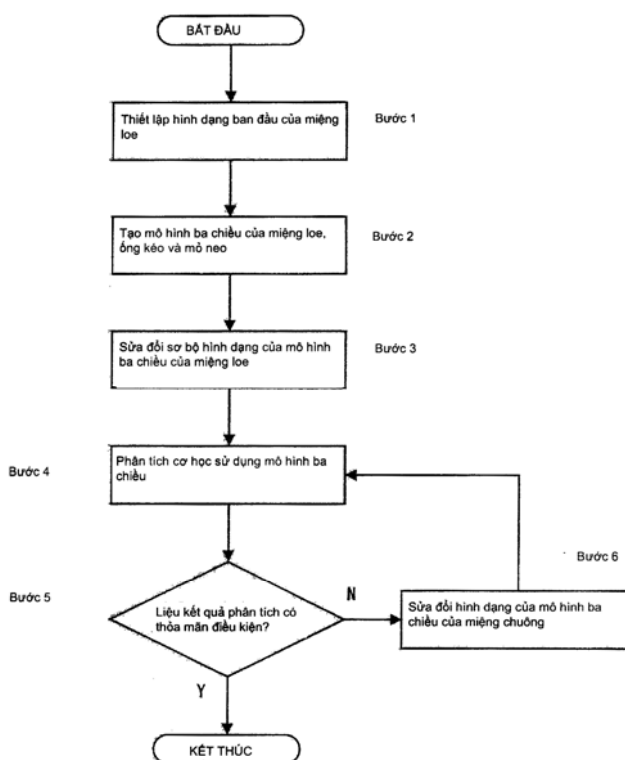 BẮT ĐẦU
Thiết lập hình dạng ban đầu của miệng
loe
Bước 1
Tạo mô hình ba chiều của miệng loe,
ống kéo và mỏ neo
Bước 2
Sửa đổi sơ bộ hình dạng của mô hình
ba chiều của miệng loe
Bước 3
Bước 4
Phân tích cơ học sử dụng mô hình ba
chiều
Bước 5
Liệu kết quả phân tích có
thỏa mãn điều kiện?
N
Bước 6
Sửa đổi hình dạng của mô hình ba
chiều của miệng chuông
Y
KẾT THÚC